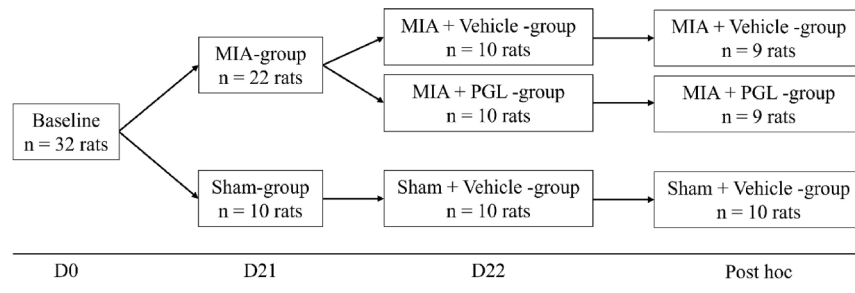 Baseline
n = 32 rats
MIA-group
n = 22 rats
Sham-group
n = 10 rats
MIA + Vehicle -group
n = 10 rats
MIA + PGL -group
n = 10 rats
Sham + Vehicle -group
n = 10 rats
MIA + Vehicle -group
n = 9 rats
MIA + PGL -group
n = 9 rats
Sham + Vehicle -group
n = 10 rats
D0
D21
D22
Post hoc